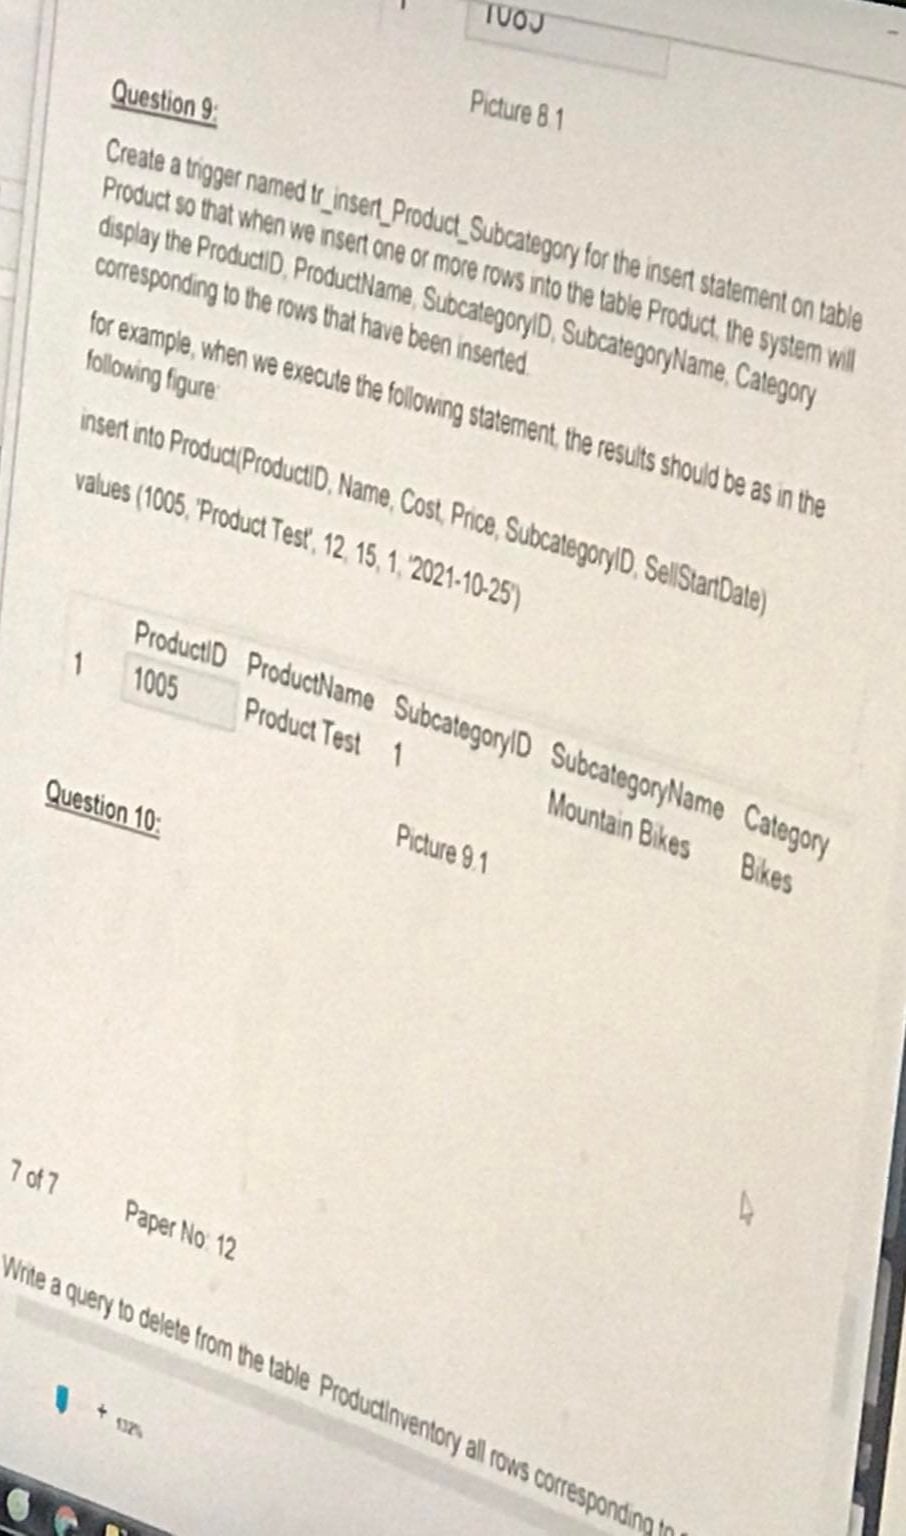 Picture 8.1
Question 9:
Create a trigger named tr_insert_Product_Subcategory for the insert statement on table
Product so that when we insert one or more rows into the table Product, the system will
display the ProductID, ProductName, SubcategoryID, SubcategoryName, Category
corresponding to the rows that have been inserted.
for example, when we execute the following statement, the results should be as in the
following figure:
insert into Product(ProductID, Name, Cost, Price, SubcategoryID, SellStartDate)
values (1005, 'Product Test', 12, 15, 1, '2021-10-25')
ProductID ProductName SubcategoryID SubcategoryName Category
1 1005 Product Test 1 Mountain Bikes Bikes
Picture 9.1
Question 10:
7 of 7
Paper No: 12
Write a query to delete from the table ProductInventory all rows corresponding to
+ 132%